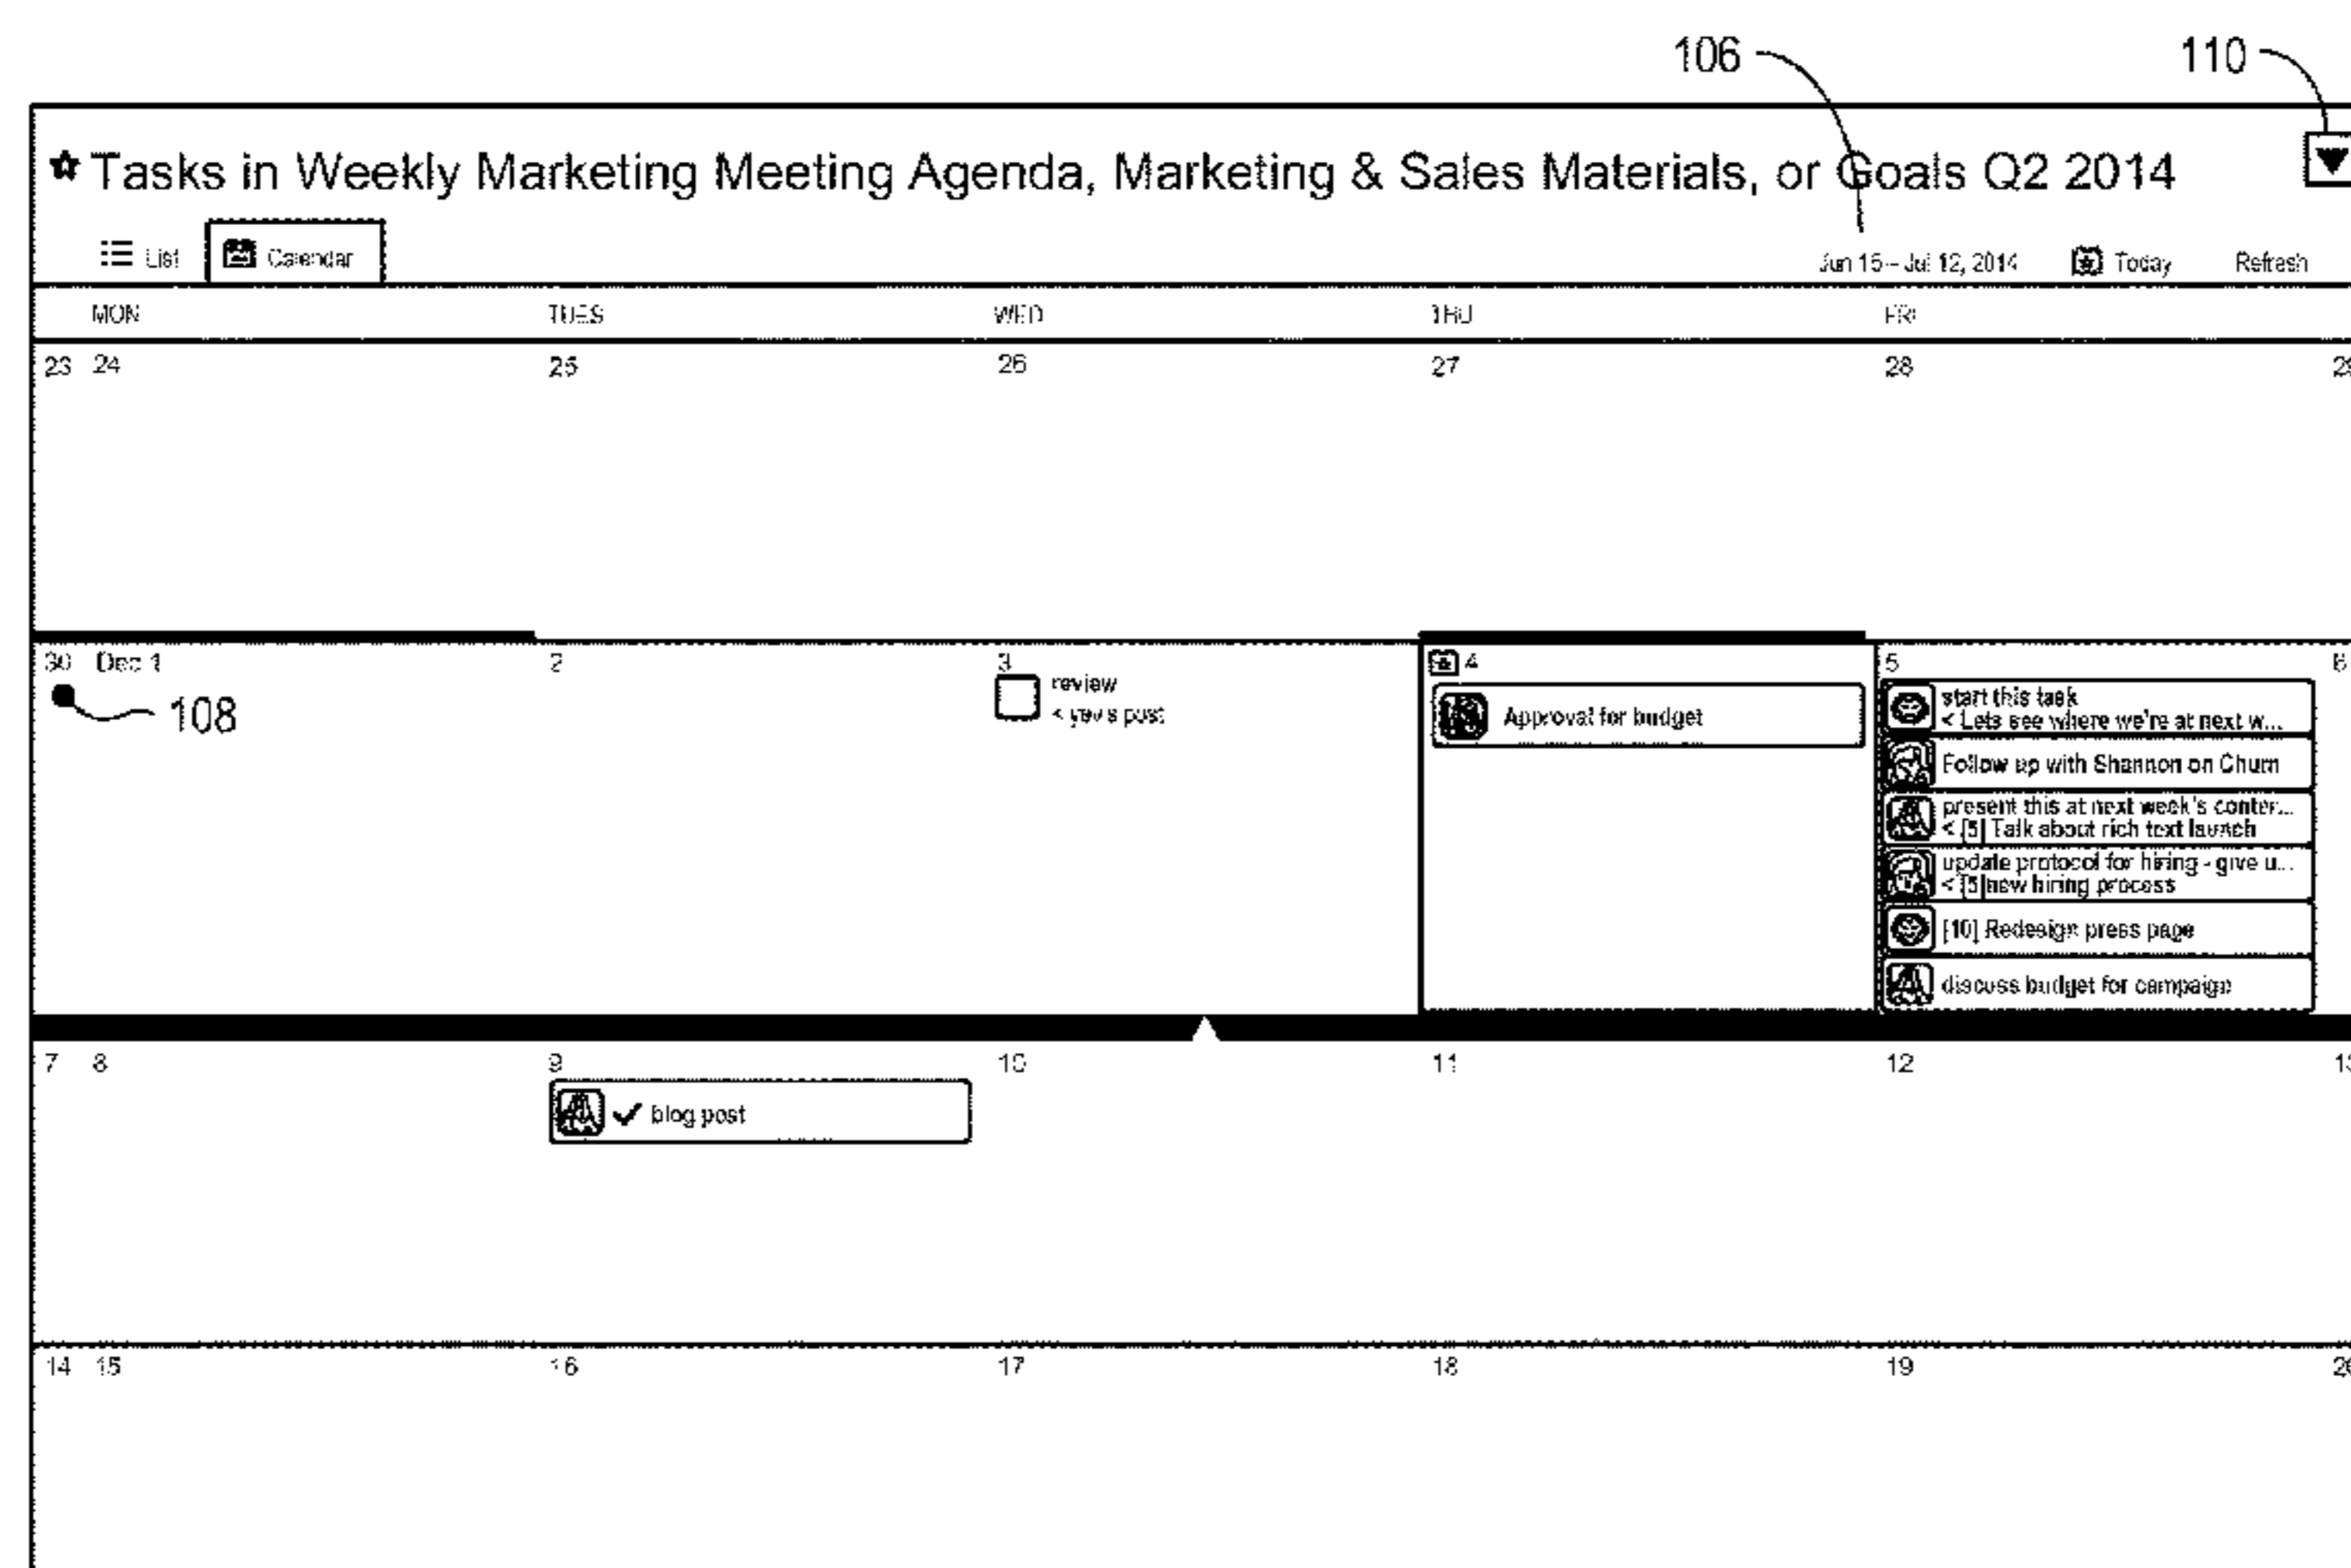 106 110
Tasks in Weekly Marketing Meeting Agenda, Marketing & Sales Materials, or Goals Q2 2014
List Calendar Jun 15 – Jul 12, 2014 Today Refresh
MON TUES WED THU FRI
23 24 25 26 27 28
30 Dec 1 2 3 4 5 6
108
review
< yev's post
Approval for budget
start this task
< Lets see where we're at next w...
Follow up with Shannon on Churn
present this at next week's conter...
< [5] Talk about rich text launch
update protocol for hiring - give u...
< [5]new hiring process
[10] Redesign press page
discuss budget for campaign
7 8 9 10 11 12
blog post
14 15 16 17 18 19